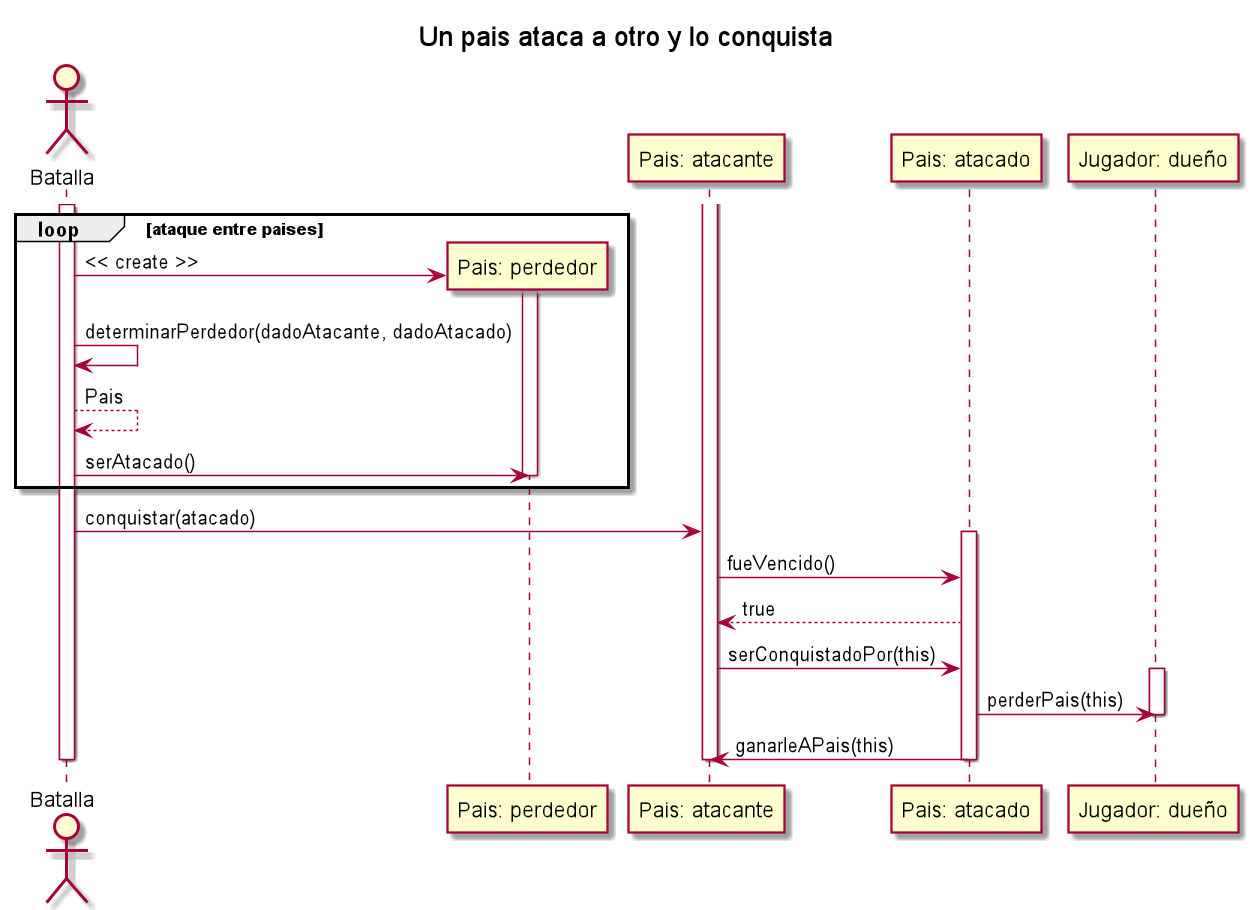 Un pais ataca a otro y lo conquista
Batalla
Pais: atacante
Pais: atacado
Jugador: dueño
loop
[ataque entre paises]
<< create >>
Pais: perdedor
determinarPerdedor(dadoAtacante, dadoAtacado)
Pais
serAtacado()
conquistar(atacado)
fueVencido()
true
serConquistadoPor(this)
perderPais(this)
ganarleAPais(this)
Batalla
Pais: perdedor
Pais: atacante
Pais: atacado
Jugador: dueño